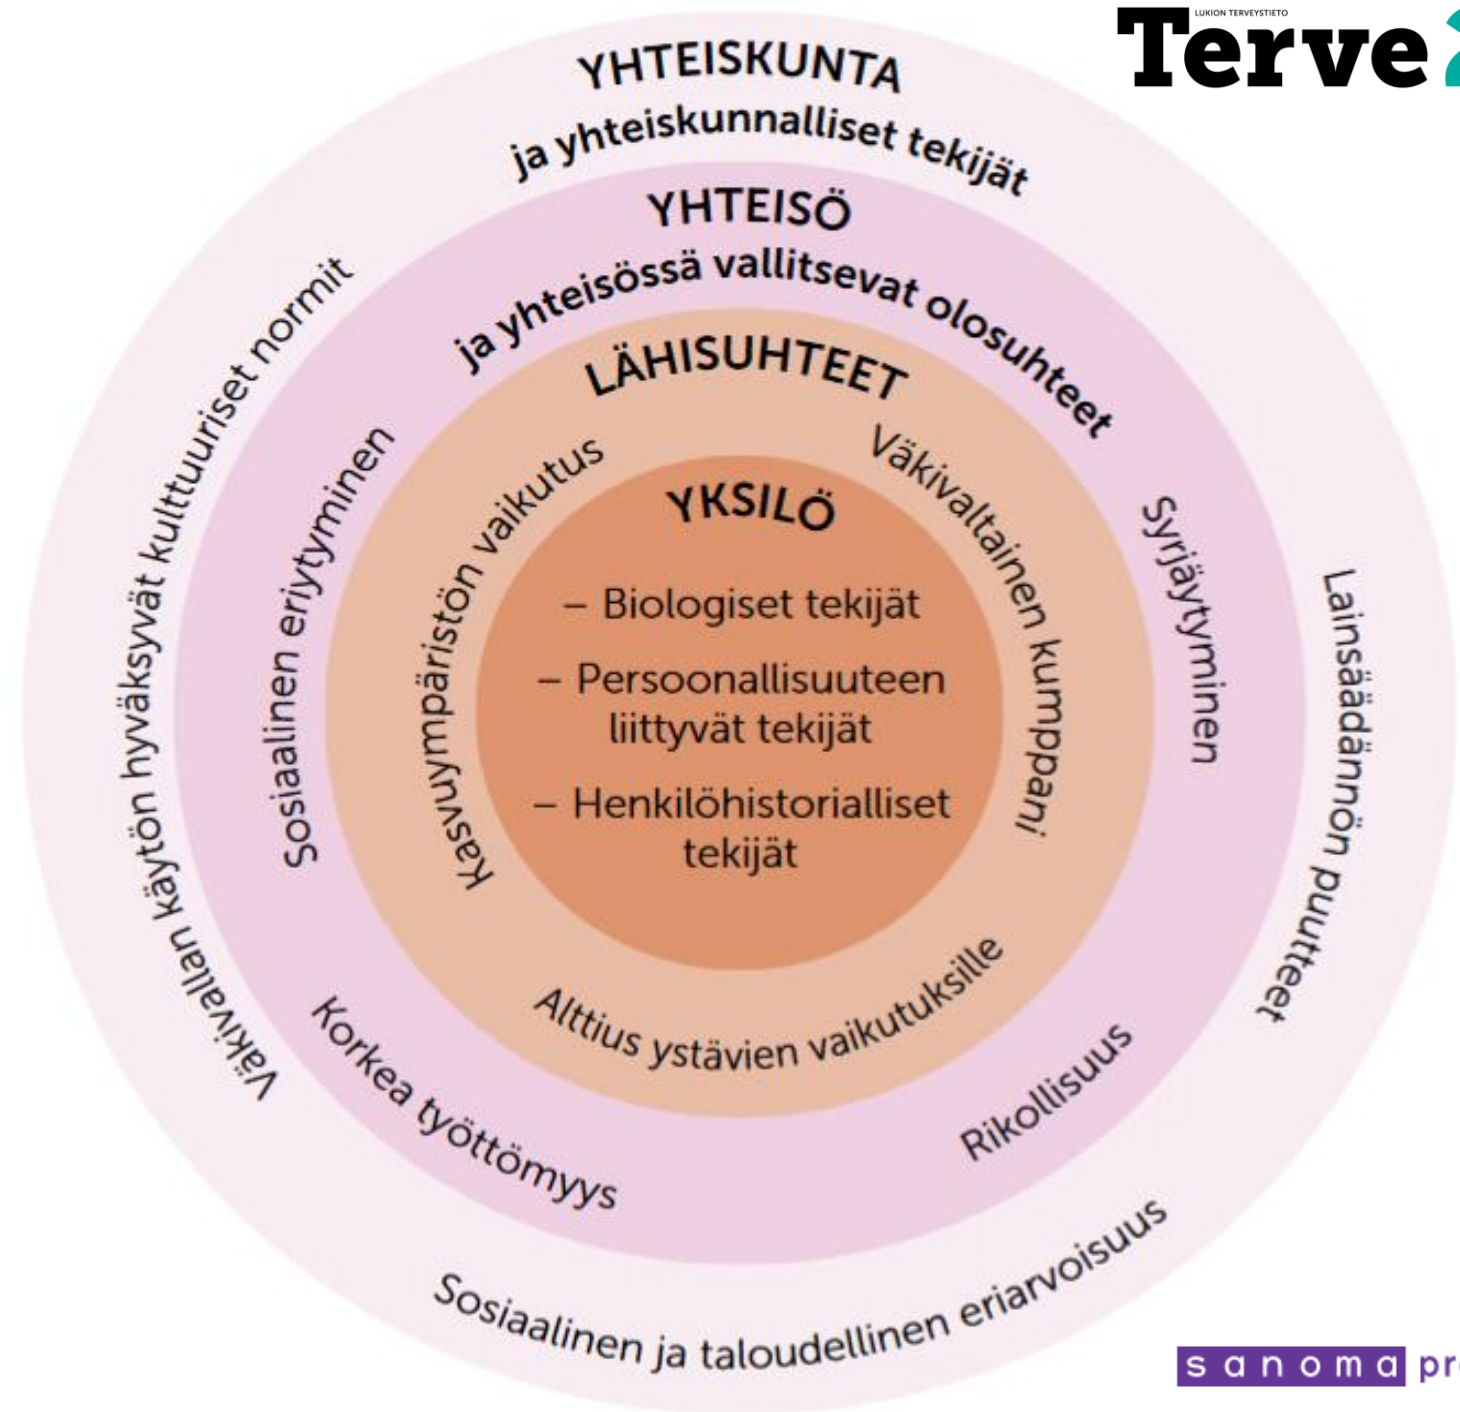 LUKION TERVEYSTIETO
Terve
YHTEISKUNTA
ja yhteiskunnalliset tekijät
Väkivallan käytön hyväksyvät kulttuuriset normit
Lainsäädännön puutteet
Sosiaalinen ja taloudellinen eriarvoisuus
YHTEISÖ
ja yhteisössä vallitsevat olosuhteet
Sosiaalinen eriytyminen
Syrjäytyminen
Korkea työttömyys
Rikollisuus
LÄHISUHTEET
Kasvuympäristön vaikutus
Väkivaltainen kumppani
Alttius ystävien vaikutuksille
YKSILÖ
– Biologiset tekijät
– Persoonallisuuteen
liittyvät tekijät
– Henkilöhistorialliset
tekijät
sanoma